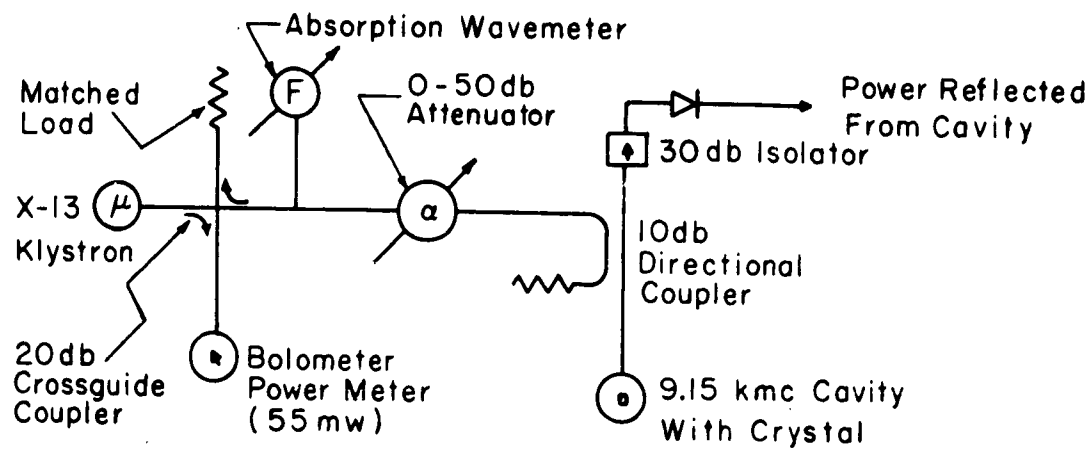 Absorption Wavemeter
F
Matched
Load
0-50db
Attenuator
Power Reflected
From Cavity
30db Isolator
X-13
μ
Klystron
α
10db
Directional
Coupler
20db
Crossguide
Coupler
Bolometer
Power Meter
(55mw)
9.15 kmc Cavity
With Crystal